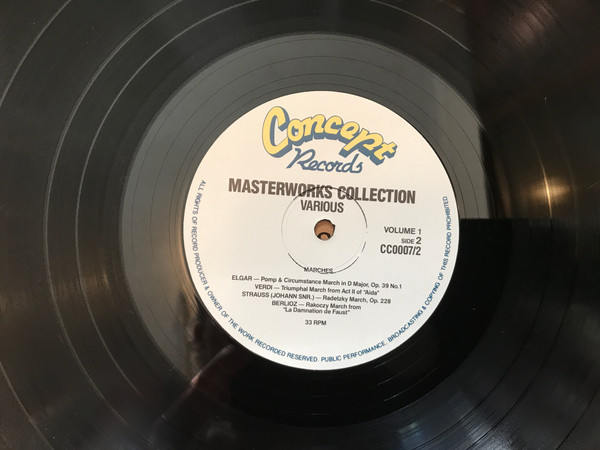 Concept
Records
MASTERWORKS COLLECTION
VARIOUS
VOLUME 1
SIDE 2
CC0007/2
MARCHES
ELGAR — Pomp & Circumstance March in D Major, Op. 39 No.1
VERDI — Triumphal March from Act II of "Aida"
STRAUSS (JOHANN SNR.) — Radetzky March, Op. 228
BERLIOZ — Rakoczy March from
"La Damnation de Faust"
33 RPM
ALL RIGHTS OF RECORD PRODUCER & OWNER OF THE WORK RECORDED RESERVED. PUBLIC PERFORMANCE, BROADCASTING & COPYING OF THIS RECORD PROHIBITED